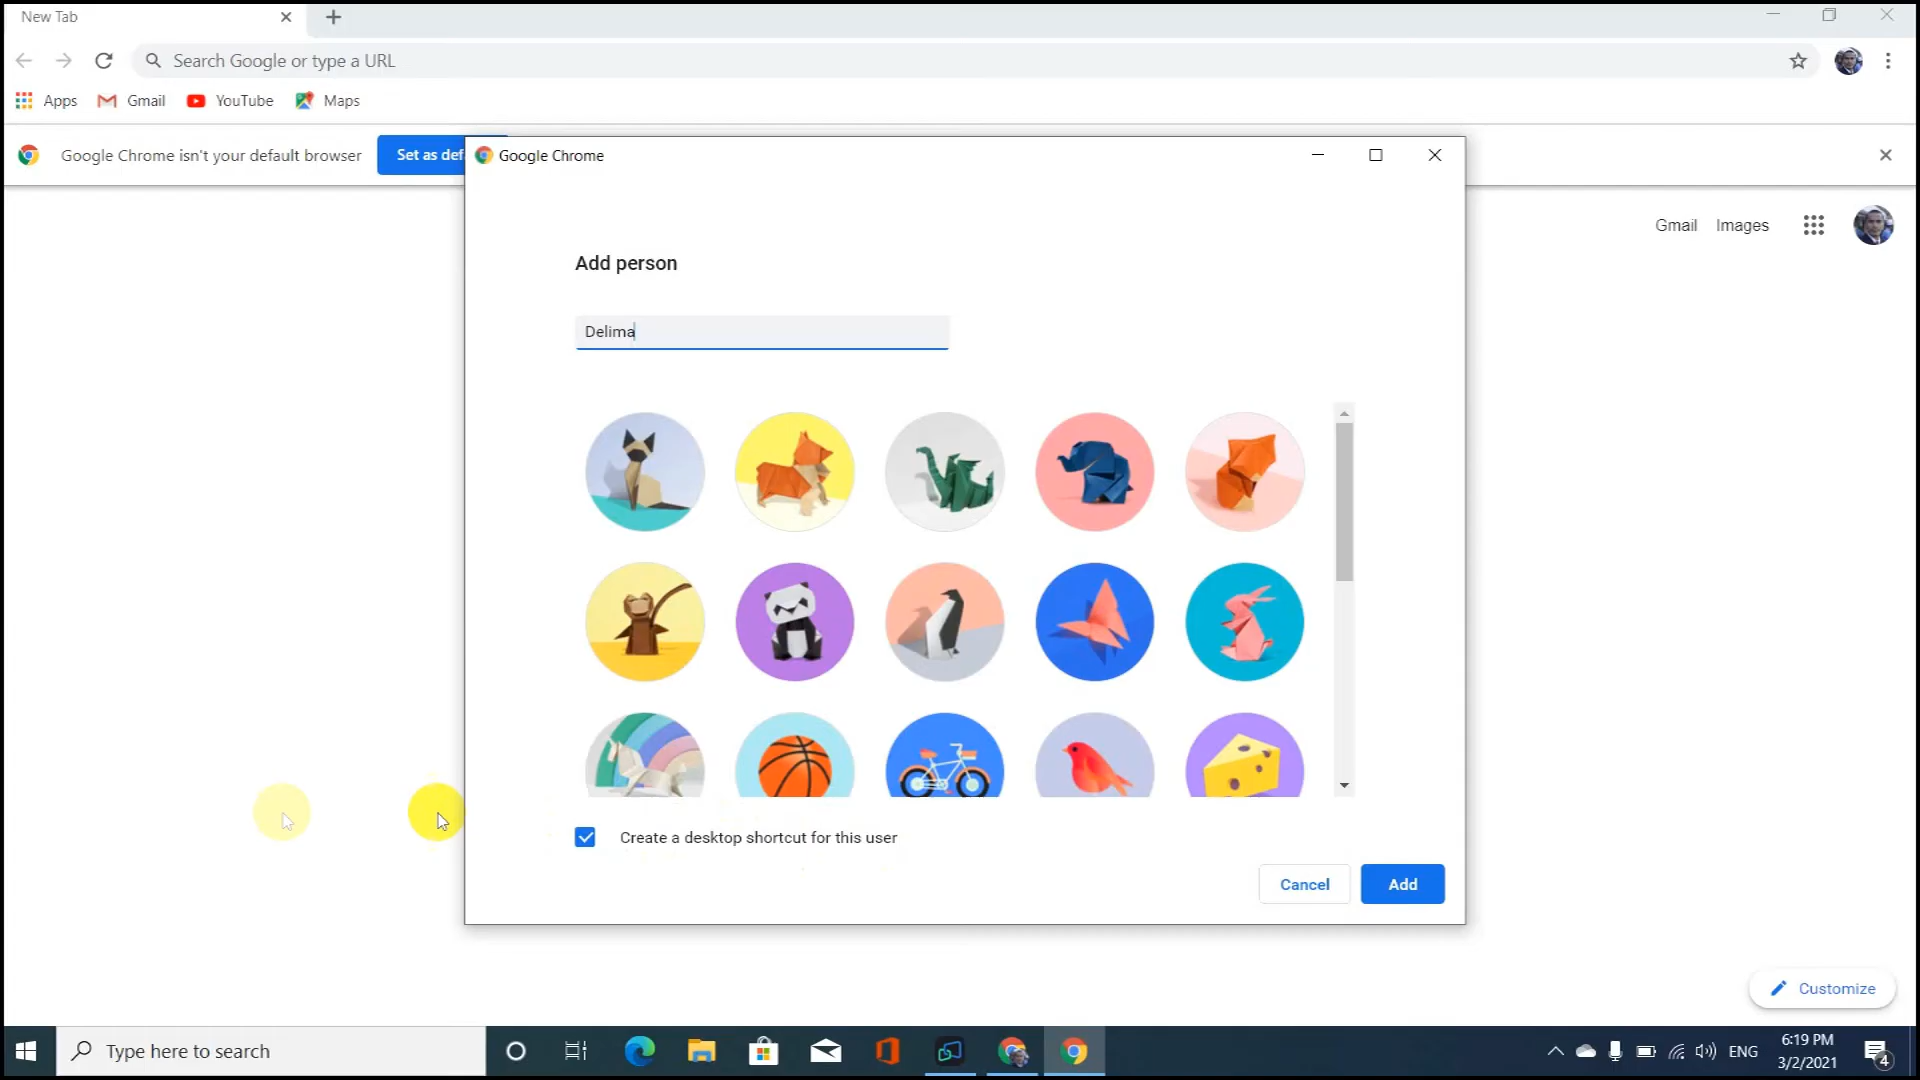 New Tab
Search Google or type a URL
Apps Gmail YouTube Maps
Google Chrome isn't your default browser
Set as def
Google Chrome
Gmail Images
Add person
Delima
Create a desktop shortcut for this user
Cancel Add
Customize
Type here to search
ENG
6:19 PM
3/2/2021
4